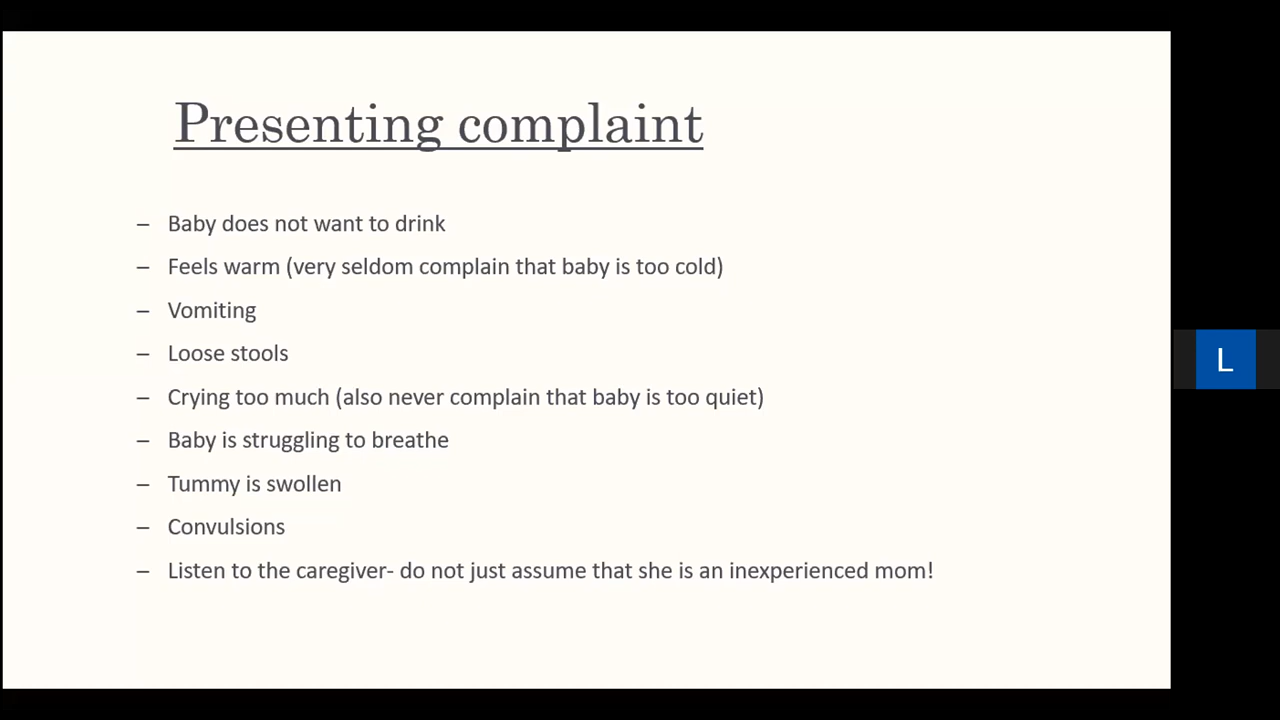 Presenting complaint
– Baby does not want to drink
– Feels warm (very seldom complain that baby is too cold)
– Vomiting
– Loose stools
– Crying too much (also never complain that baby is too quiet)
– Baby is struggling to breathe
– Tummy is swollen
– Convulsions
– Listen to the caregiver- do not just assume that she is an inexperienced mom!
L